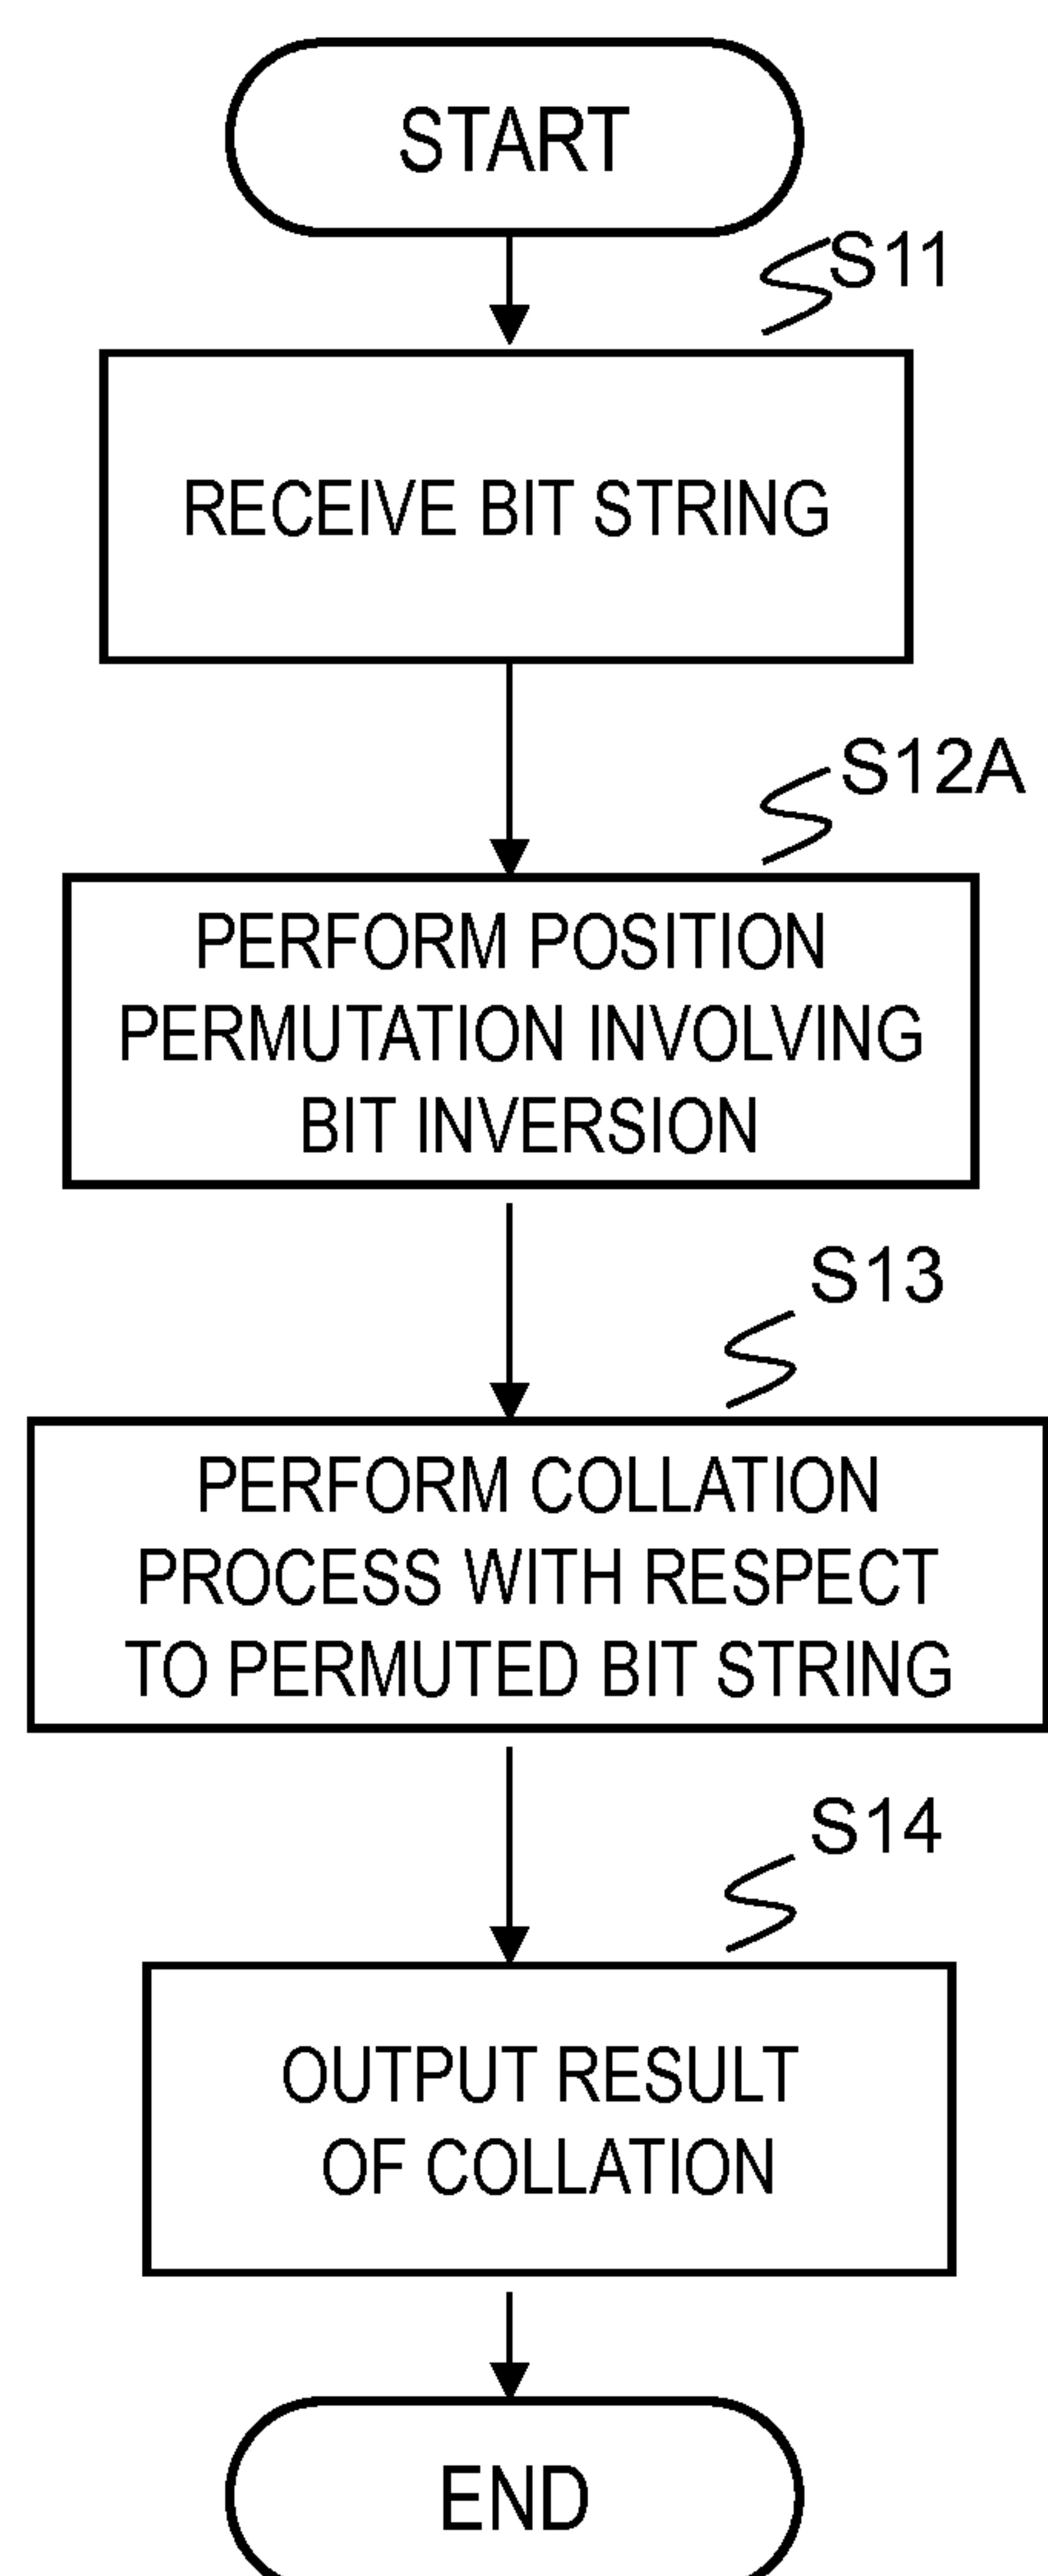 START
S11
RECEIVE BIT STRING
S12A
PERFORM POSITION
PERMUTATION INVOLVING
BIT INVERSION
S13
PERFORM COLLATION
PROCESS WITH RESPECT
TO PERMUTED BIT STRING
S14
OUTPUT RESULT
OF COLLATION
END